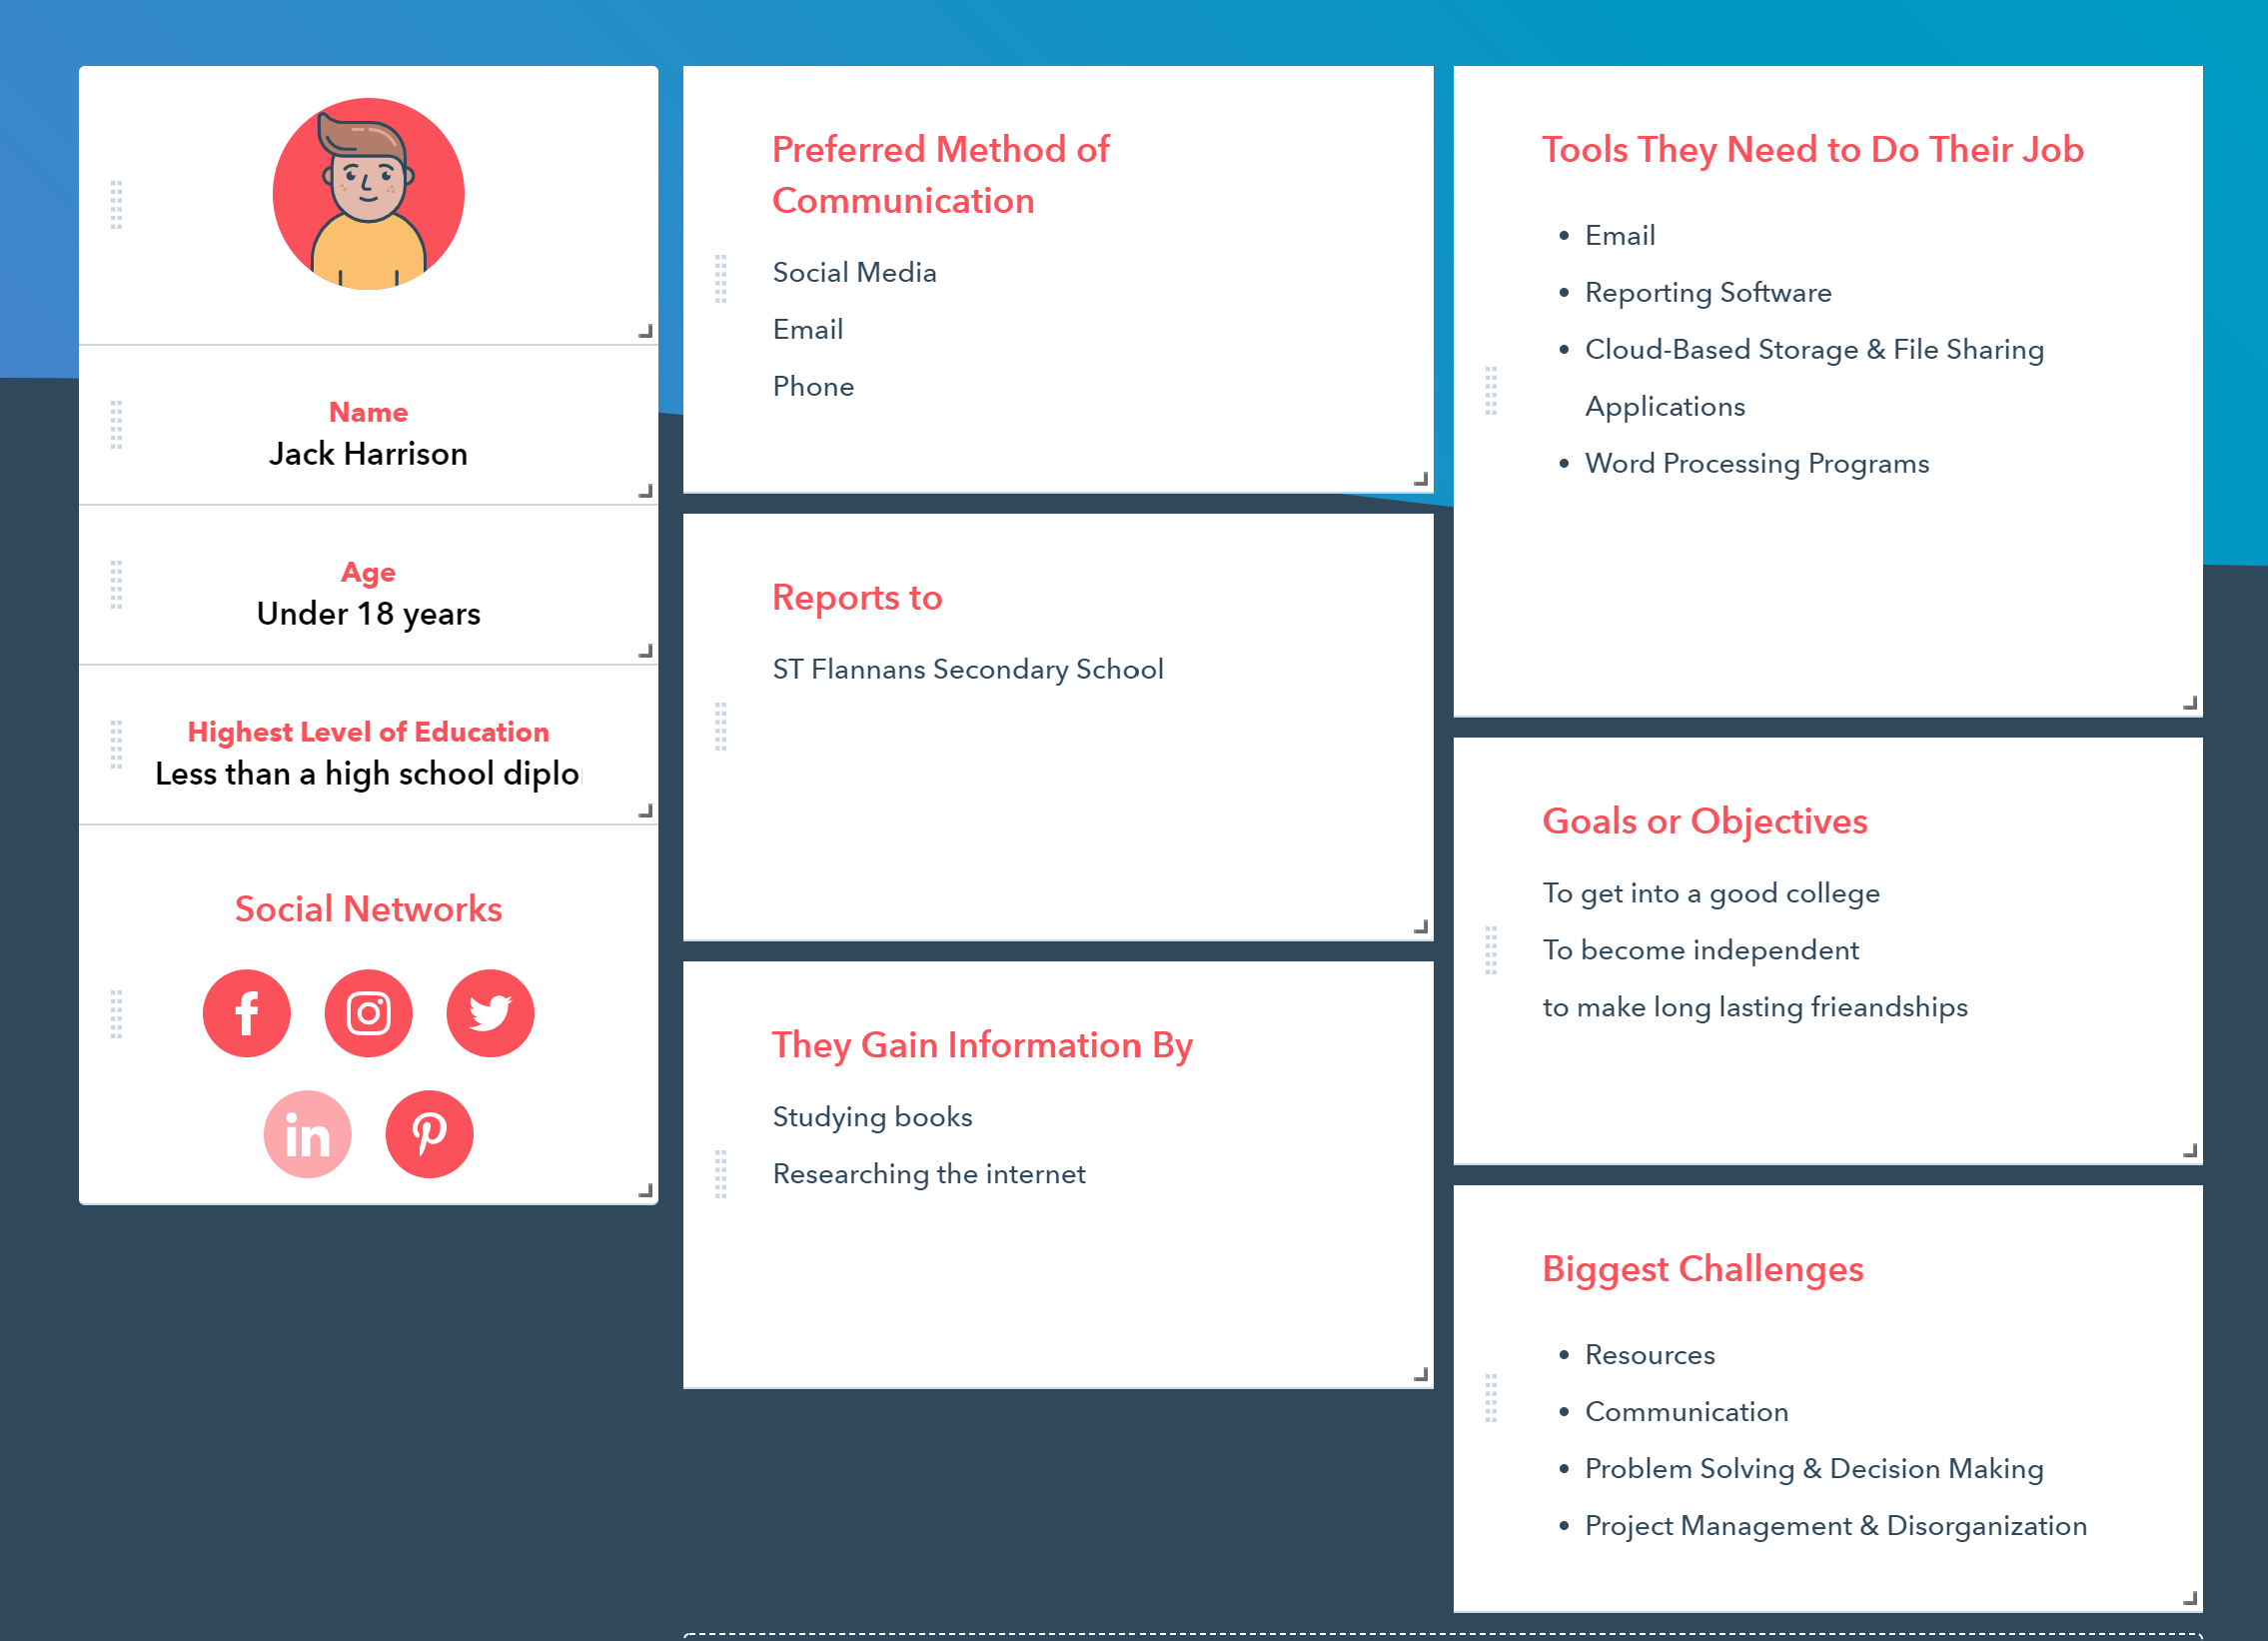 Name
Jack Harrison
Age
Under 18 years
Highest Level of Education
Less than a high school diplo
Social Networks
Preferred Method of
Communication
Social Media
Email
Phone
Reports to
ST Flannans Secondary School
They Gain Information By
Studying books
Researching the internet
Tools They Need to Do Their Job
• Email
• Reporting Software
• Cloud-Based Storage & File Sharing
Applications
• Word Processing Programs
Goals or Objectives
To get into a good college
To become independent
to make long lasting frieandships
Biggest Challenges
• Resources
• Communication
• Problem Solving & Decision Making
• Project Management & Disorganization